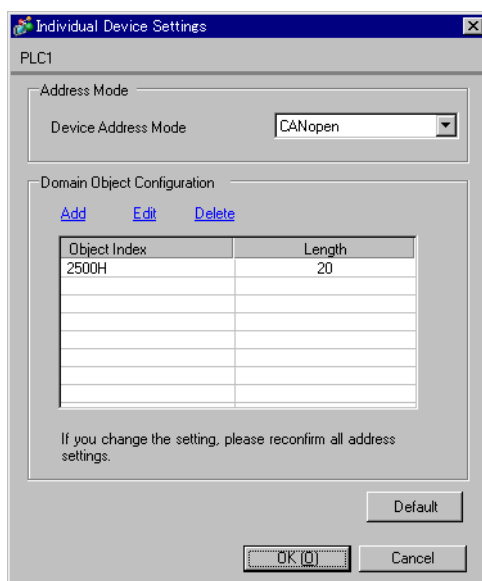 Individual Device Settings
PLC1
Address Mode
Device Address Mode CANopen
Domain Object Configuration
Add Edit Delete
Object Index Length
2500H 20
If you change the setting, please reconfirm all address
settings.
Default
OK (O) Cancel